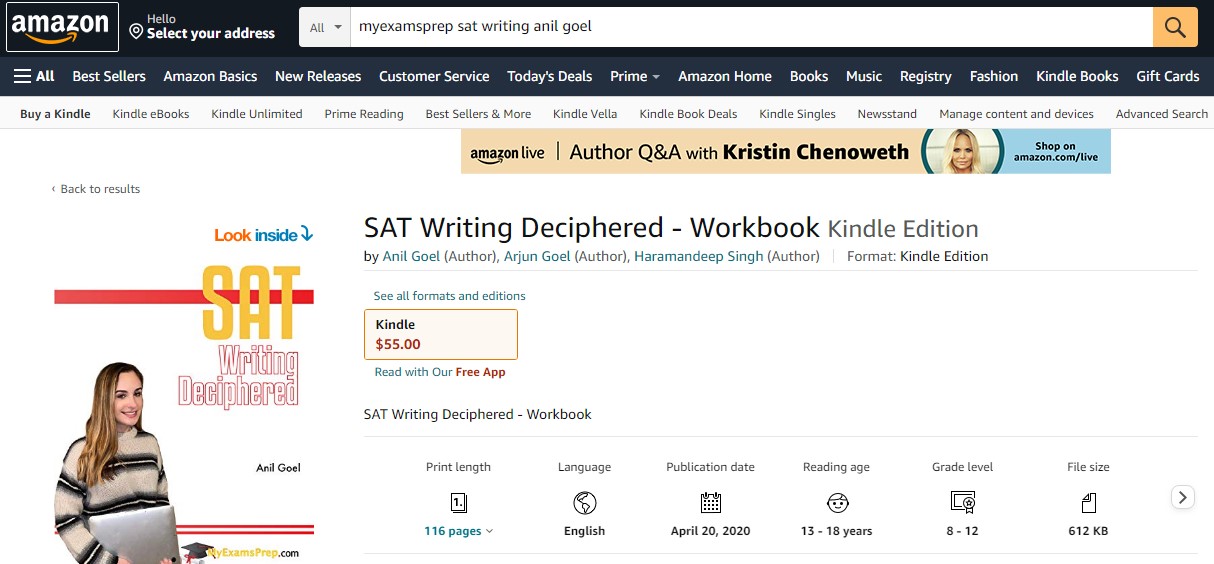 amazon
Hello
Select your address
All
myexamsprep sat writing anil goel
All Best Sellers Amazon Basics New Releases Customer Service Today's Deals Prime Amazon Home Books Music Registry Fashion Kindle Books Gift Cards
Buy a Kindle Kindle eBooks Kindle Unlimited Prime Reading Best Sellers & More Kindle Vella Kindle Book Deals Kindle Singles Newsstand Manage content and devices Advanced Search
amazon live | Author Q&A with Kristin Chenoweth
Shop on
amazon.com/live
‹ Back to results
Look inside
SAT
Writing
Deciphered
Anil Goel
MyExamsPrep.com
SAT Writing Deciphered - Workbook Kindle Edition
by Anil Goel (Author), Arjun Goel (Author), Haramandeep Singh (Author) Format: Kindle Edition
See all formats and editions
Kindle
$55.00
Read with Our Free App
SAT Writing Deciphered - Workbook
Print length Language Publication date Reading age Grade level File size
1.
116 pages English April 20, 2020 13 - 18 years 8 - 12 612 KB